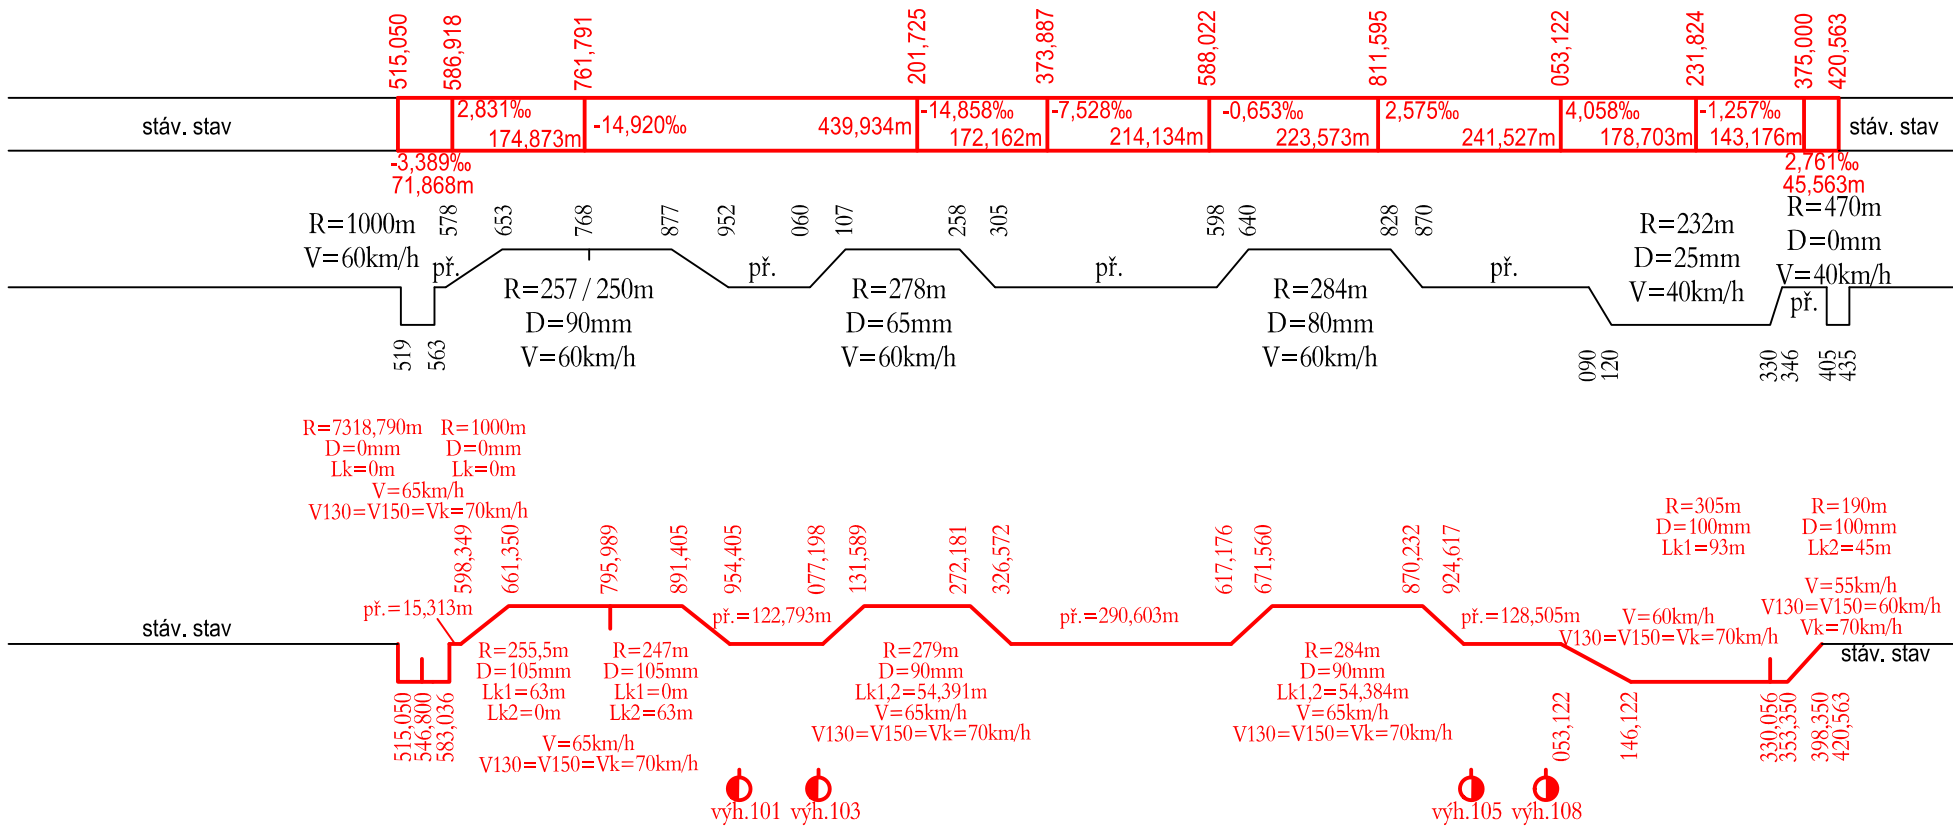 515,050
586,918
761,791
201,725
373,887
588,022
811,595
053,122
231,824
375,000
420,563
stáv. stav
2,831‰
174,873m
-14,920‰
439,934m
-14,858‰
172,162m
-7,528‰
214,134m
-0,653‰
223,573m
2,575‰
241,527m
4,058‰
178,703m
-1,257‰
143,176m
stáv. stav
-3,389‰
71,868m
2,761‰
45,563m
R=1000m
V=60km/h
578
653
768
877
952
060
107
258
305
598
640
828
870
př.
R=257 / 250m
D=90mm
V=60km/h
př.
R=278m
D=65mm
V=60km/h
př.
R=284m
D=80mm
V=60km/h
př.
R=232m
D=25mm
V=40km/h
R=470m
D=0mm
V=40km/h
př.
519
563
090
120
330
346
405
435
R=7318,790m
D=0mm
Lk=0m
R=1000m
D=0mm
Lk=0m
V=65km/h
V130=V150=Vk=70km/h
598,349
661,350
795,989
891,405
954,405
077,198
131,589
272,181
326,572
617,176
671,560
870,232
924,617
R=305m
D=100mm
Lk1=93m
R=190m
D=100mm
Lk2=45m
stáv. stav
př.=15,313m
př.=122,793m
př.=290,603m
př.=128,505m
V=60km/h
V130=V150=Vk=70km/h
V=55km/h
V130=V150=60km/h
Vk=70km/h
stáv. stav
R=255,5m
D=105mm
Lk1=63m
Lk2=0m
R=247m
D=105mm
Lk1=0m
Lk2=63m
V=65km/h
V130=V150=Vk=70km/h
R=279m
D=90mm
Lk1,2=54,391m
V=65km/h
V130=V150=Vk=70km/h
R=284m
D=90mm
Lk1,2=54,384m
V=65km/h
V130=V150=Vk=70km/h
515,050
546,800
583,036
053,122
146,122
330,056
353,350
398,350
420,563
výh.101
výh.103
výh.105
výh.108